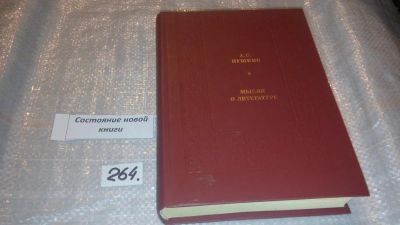 А.С.
ПУШКИН
МЫСЛИ
О ЛИТЕРАТУРЕ
Состояние новой
книги
264.